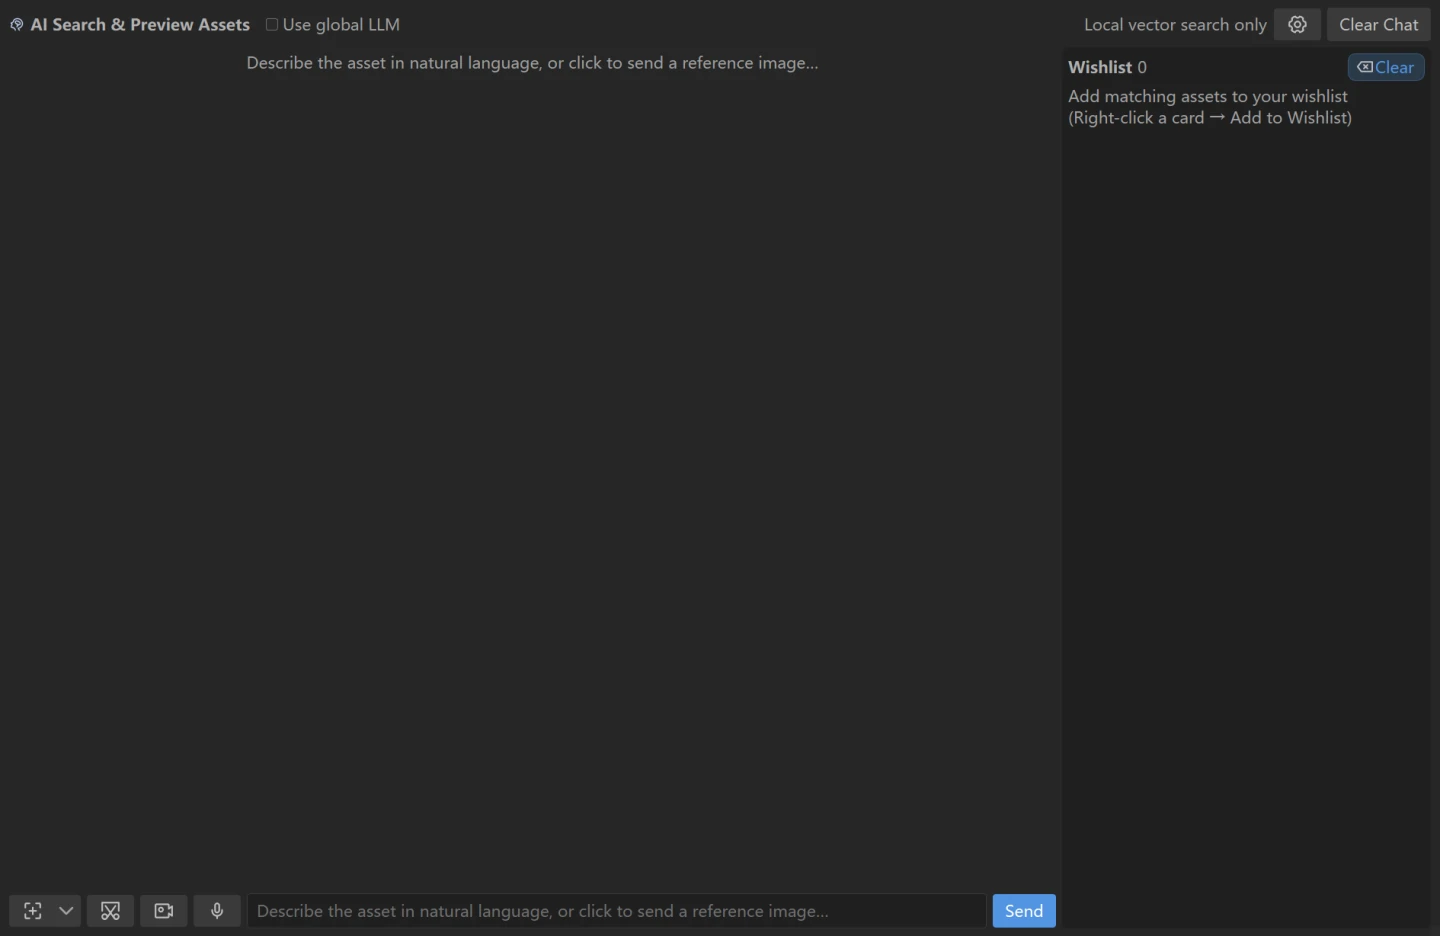 AI Search & Preview Assets
Use global LLM
Local vector search only
Clear Chat
Describe the asset in natural language, or click to send a reference image...
Wishlist 0
Clear
Add matching assets to your wishlist
(Right-click a card → Add to Wishlist)
Describe the asset in natural language, or click to send a reference image...
Send